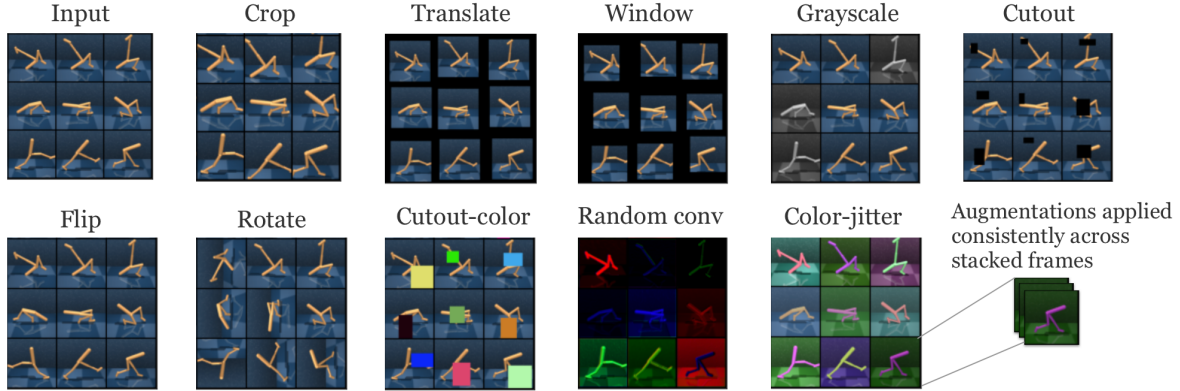 Input
Crop
Translate
Window
Grayscale
Cutout
Flip
Rotate
Cutout-color
Random conv
Color-jitter
Augmentations applied
consistently across
stacked frames